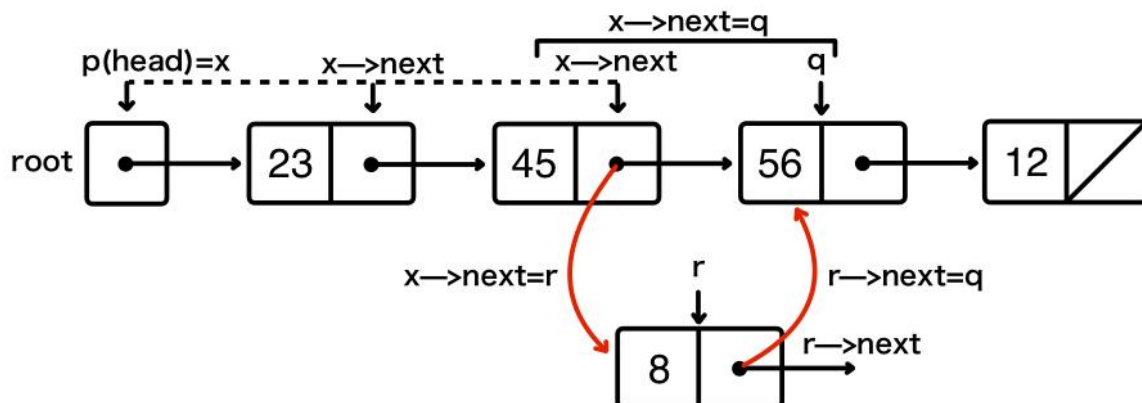 x—>next=q
p(head)=x x—>next x—>next q
root 23 45 56 12
x—>next=r r r—>next=q
8 r—>next